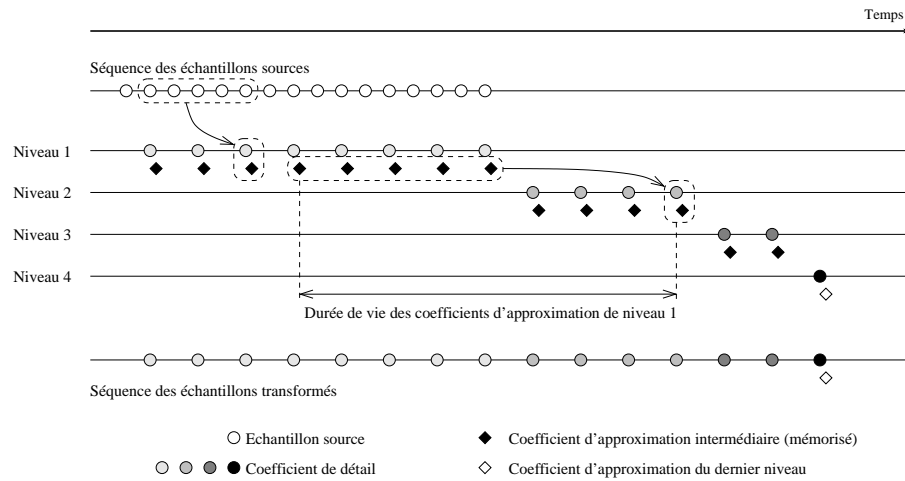 Temps
Séquence des échantillons sources
Niveau 1
Niveau 2
Niveau 3
Niveau 4
Durée de vie des coefficients d'approximation de niveau 1
Séquence des échantillons transformés
Echantillon source
Coefficient d'approximation intermédiaire (mémorisé)
Coefficient de détail
Coefficient d'approximation du dernier niveau